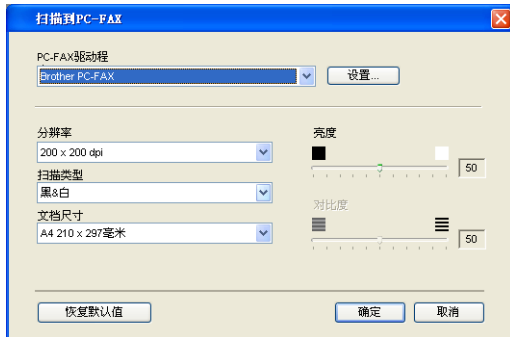 扫描到PC-FAX
PC-FAX驱动程
Brother PC-FAX
设置...
分辨率
200 x 200 dpi
扫描类型
黑&白
文档尺寸
A4 210 x 297毫米
亮度
50
对比度
50
恢复默认值
确定
取消